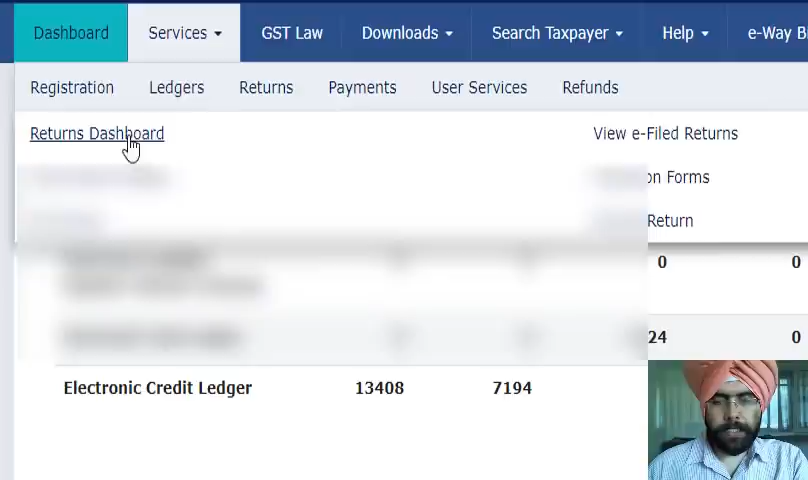 Dashboard Services GST Law Downloads Search Taxpayer Help e-Way
Registration Ledgers Returns Payments User Services Refunds
Returns Dashboard View e-Filed Returns
Forms
Return
0 0
24 0
Electronic Credit Ledger 13408 7194